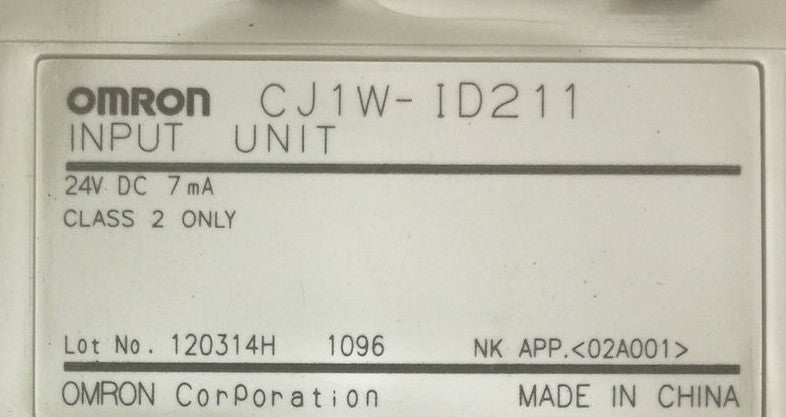 OMRON CJ1W-ID211
INPUT UNIT
24V DC 7mA
CLASS 2 ONLY
Lot No. 120314H 1096 NK APP.<02A001>
OMRON Corporation MADE IN CHINA